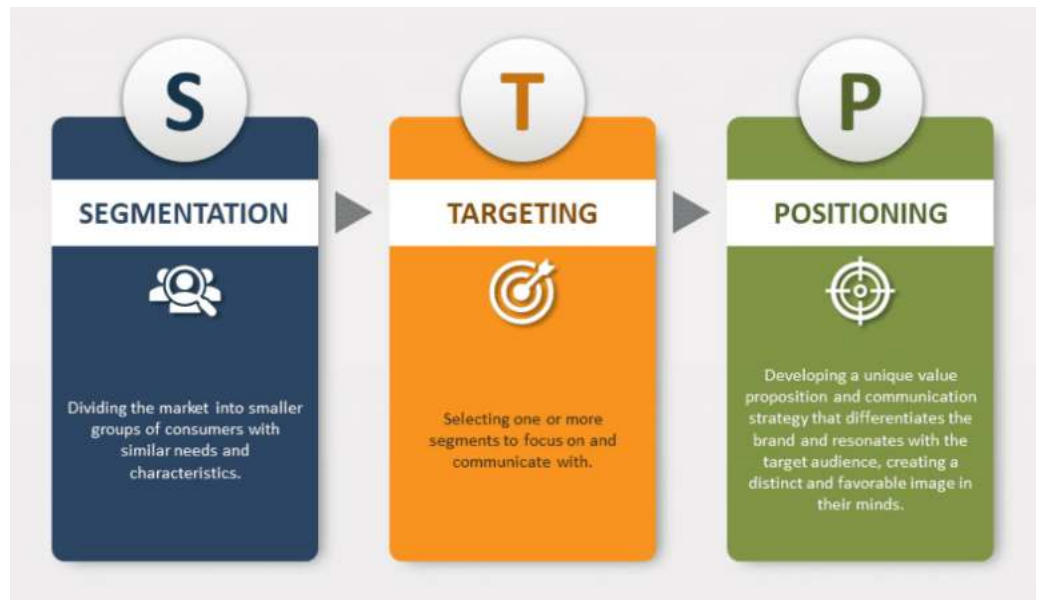 S
SEGMENTATION
Dividing the market into smaller
groups of consumers with
similar needs and
characteristics.
T
TARGETING
Selecting one or more
segments to focus on and
communicate with.
P
POSITIONING
Developing a unique value
proposition and communication
strategy that differentiates the
brand and resonates with the
target audience, creating a
distinct and favorable image in
their minds.